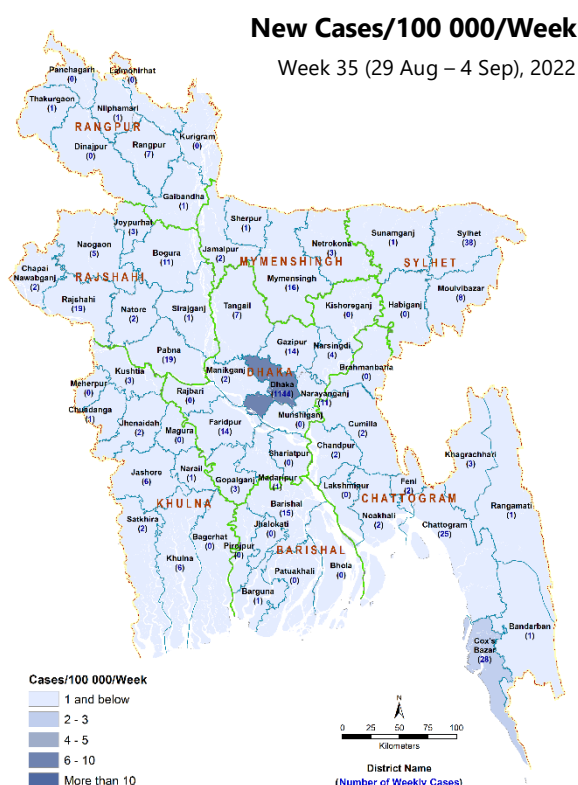 New Cases/100 000/Week
Week 35 (29 Aug – 4 Sep), 2022
Panchagarh
(0)
Lalmohirhat
(0)
Thakurgaon
(1)
Nilphamari
(1)
RANGPUR
Dinajpur
(0)
Rangpur
(7)
Kurigram
(0)
Gaibandha
(1)
Joypurhat
(3)
Sherpur
(1)
Netrokona
(3)
Sunamganj
(1)
Sylhet
(38)
Naogaon
(5)
Bogura
(11)
Jamalpur
(2)
MYMENSINGH
SYLHET
Chapai
Nawabganj
(2)
RAJSHAHI
Mymensingh
(16)
Moulvibazar
(8)
Rajshahi
(19)
Natore
(2)
Sirajganj
(1)
Tangail
(7)
Kishoreganj
(0)
Habiganj
(0)
Pabna
(19)
Gazipur
(14)
Narsingdi
(4)
Brahmanbaria
(0)
Kushtia
(3)
Manikganj
(2)
DHAKA
Dhaka
(1144)
Meherpur
(0)
Rajbari
(0)
Narayanganj
(11)
Chuadanga
Munshiganj
(0)
Jhenaidah
(2)
Magura
(0)
Faridpur
(14)
Cumilla
(2)
Chandpur
(2)
Khagrachhari
(3)
Shariatpur
(0)
Jashore
(6)
Narail
(1)
Gopalganj
(3)
Madaripur
(1)
Lakshmipur
(0)
Feni
(2)
CHATTOGRAM
Rangamati
(1)
KHULNA
Barishal
(15)
Noakhali
(2)
Chattogram
(25)
Satkhira
(2)
Jhalokati
(0)
Bagerhat
(0)
Pirojpur
(0)
BARISHAL
Khulna
(6)
Patuakhali
(0)
Bhola
(0)
Barguna
(1)
Bandarban
(1)
Cox's
Bazar
(28)
Cases/100 000/Week
1 and below
2 - 3
4 - 5
6 - 10
More than 10
N
0 25 50 75 100
Kilometers
District Name
(Number of Weekly Cases)
1